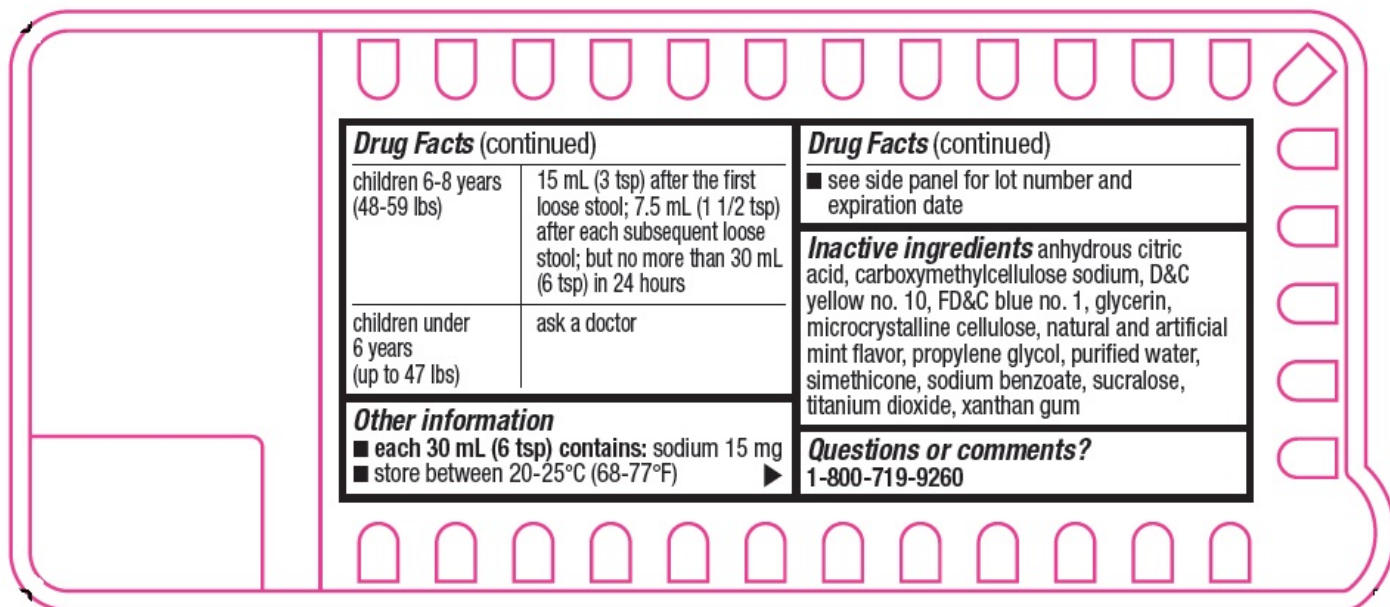 Drug Facts (continued)
children 6-8 years
(48-59 lbs)
15 mL (3 tsp) after the first
loose stool; 7.5 mL (1 1/2 tsp)
after each subsequent loose
stool; but no more than 30 mL
(6 tsp) in 24 hours
children under
6 years
(up to 47 lbs)
ask a doctor
Other information
■ each 30 mL (6 tsp) contains: sodium 15 mg
■ store between 20-25°C (68-77°F) ▶
Drug Facts (continued)
■ see side panel for lot number and
expiration date
Inactive ingredients anhydrous citric
acid, carboxymethylcellulose sodium, D&C
yellow no. 10, FD&C blue no. 1, glycerin,
microcrystalline cellulose, natural and artificial
mint flavor, propylene glycol, purified water,
simethicone, sodium benzoate, sucralose,
titanium dioxide, xanthan gum
Questions or comments?
1-800-719-9260